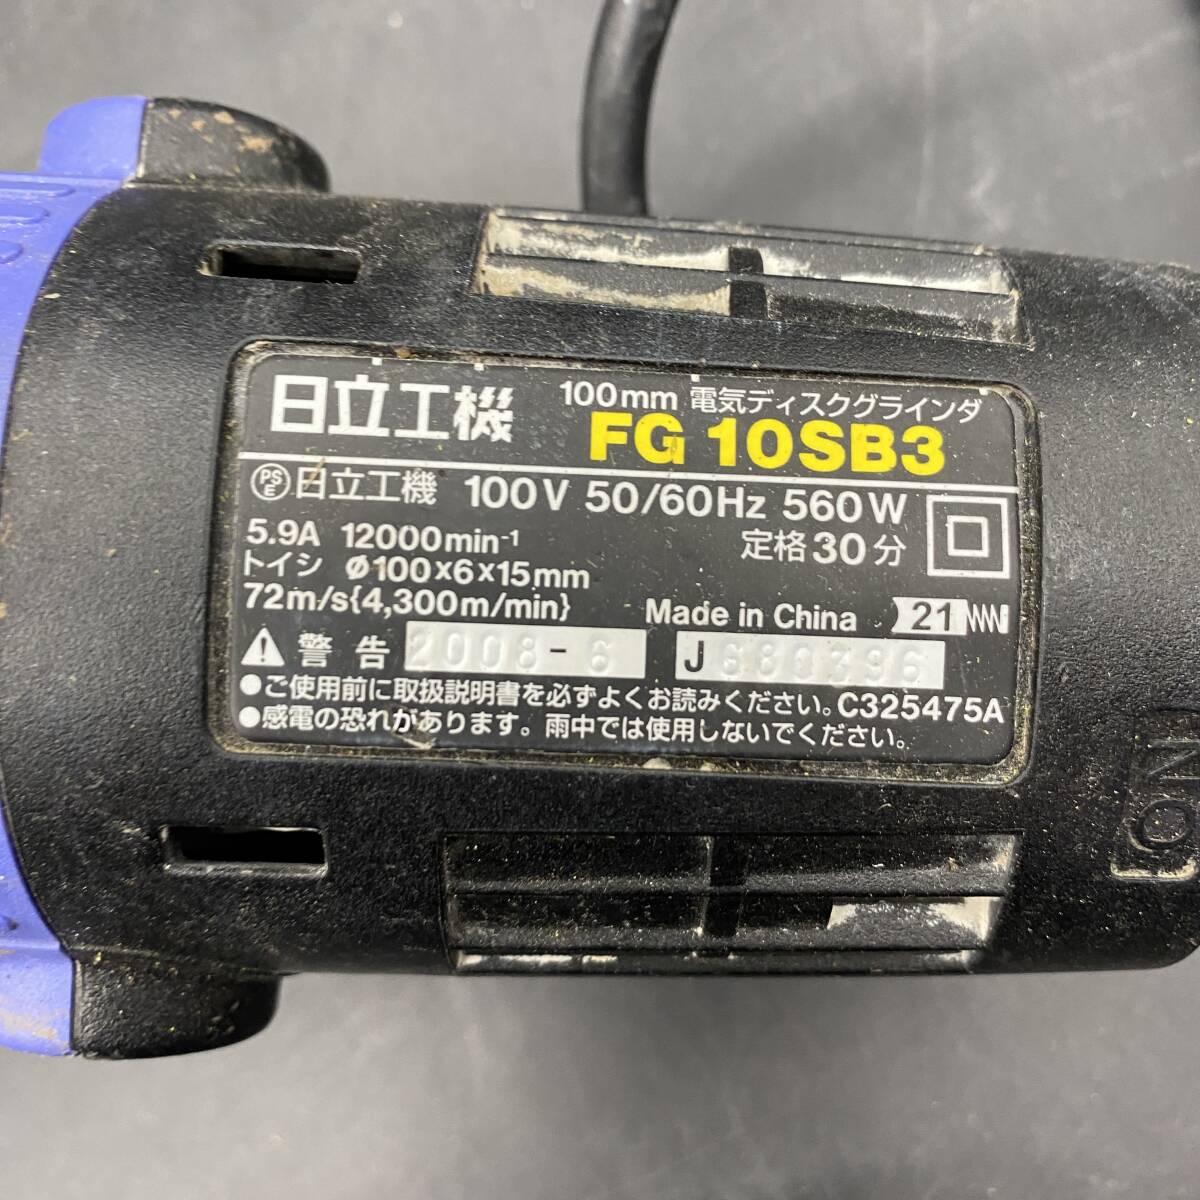 日立工機 100mm 電気ディスクグラインダ
FG 10SB3
PSE 日立工機 100V 50/60Hz 560W
5.9A 12000min-1 定格30分
トイシ ø100×6×15mm
72m/s{4,300m/min} Made in China 21
警告 2008-6 J680396
●ご使用前に取扱説明書を必ずよくお読みください。C325475A
●感電の恐れがあります。雨中では使用しないでください。
ON